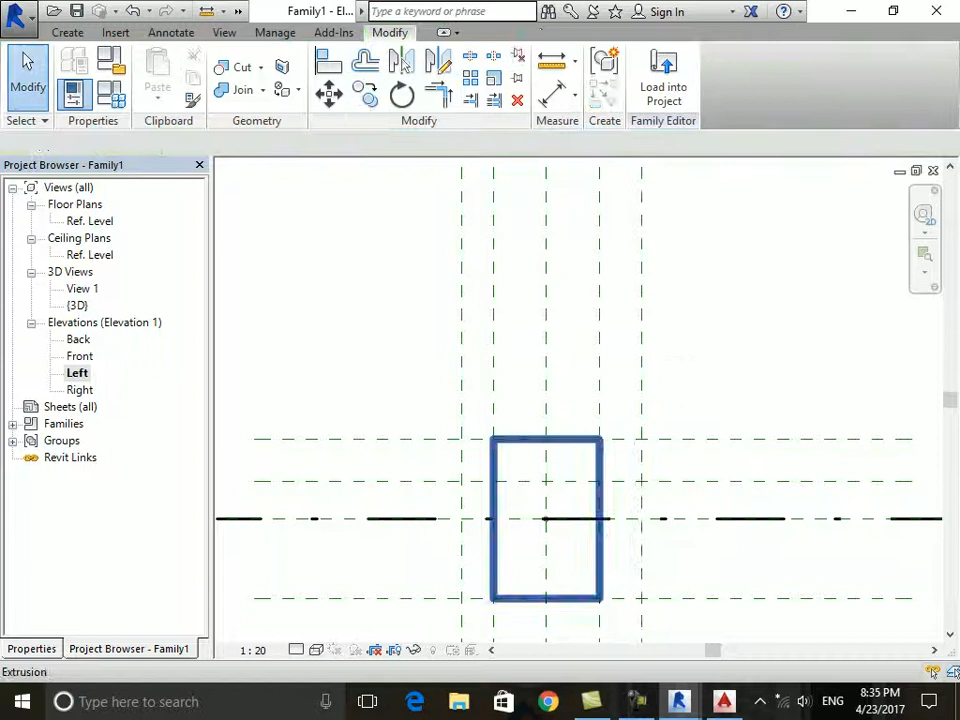 Family1 - El...
Type a keyword or phrase
Sign In
Create
Insert
Annotate
View
Manage
Add-Ins
Modify
Modify
Paste
Cut
Join
Load into
Project
Select
Properties
Clipboard
Geometry
Modify
Measure
Create
Family Editor
Project Browser - Family1
Views (all)
Floor Plans
Ref. Level
Ceiling Plans
Ref. Level
3D Views
View 1
{3D}
Elevations (Elevation 1)
Back
Front
Left
Right
Sheets (all)
Families
Groups
Revit Links
2D
Properties
Project Browser - Family1
1 : 20
Extrusion
Type here to search
ENG
8:35 PM
4/23/2017